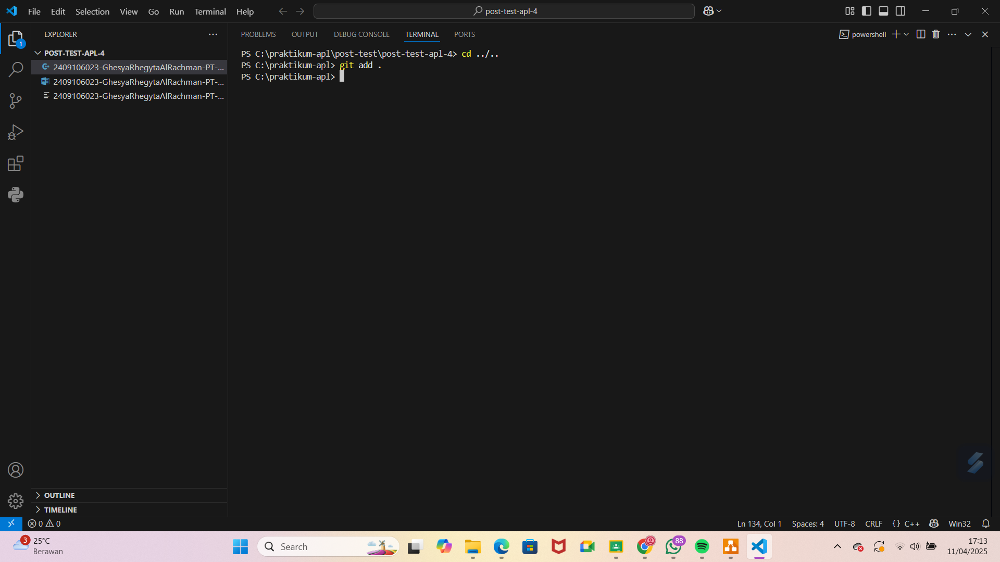 File Edit Selection View Go Run Terminal Help
post-test-apl-4
EXPLORER
1
POST-TEST-APL-4
2409106023-GhesyaRhegytaAlRachman-PT-...
2409106023-GhesyaRhegytaAlRachman-PT-...
2409106023-GhesyaRhegytaAlRachman-PT-...
OUTLINE
TIMELINE
PROBLEMS OUTPUT DEBUG CONSOLE TERMINAL PORTS
powershell
PS C:\praktikum-apl\post-test\post-test-apl-4> cd ../..
PS C:\praktikum-apl> git add .
PS C:\praktikum-apl>
0 0
Ln 134, Col 1 Spaces: 4 UTF-8 CRLF {} C++ Win32
3
25°C
Berawan
Search
88
17:13
11/04/2025